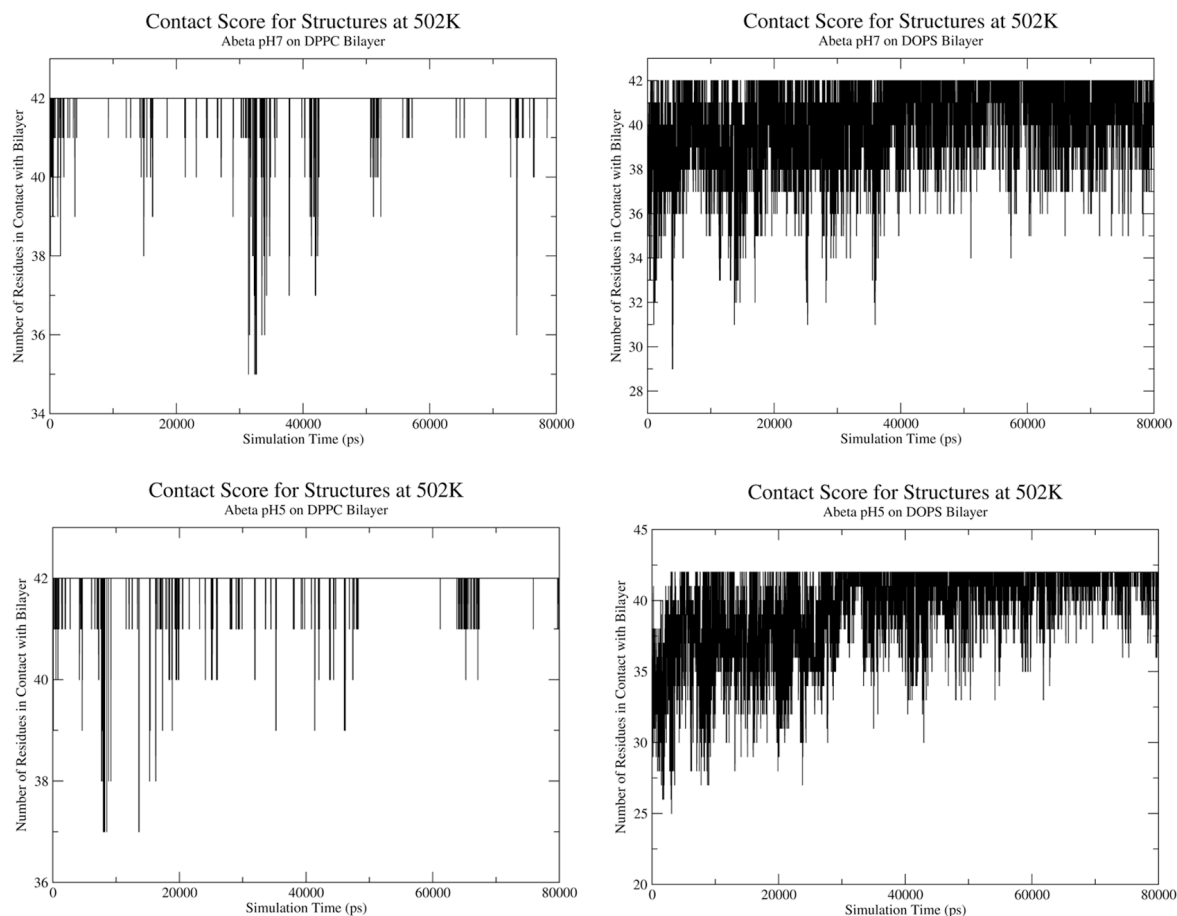 Contact Score for Structures at 502K
Abeta pH7 on DPPC Bilayer
Number of Residues in Contact with Bilayer
42
40
38
36
34
0 20000 40000 60000 80000
Simulation Time (ps)
Contact Score for Structures at 502K
Abeta pH7 on DOPS Bilayer
Number of Residues in Contact with Bilayer
42
40
38
36
34
32
30
28
0 20000 40000 60000 80000
Simulation Time (ps)
Contact Score for Structures at 502K
Abeta pH5 on DPPC Bilayer
Number of Residues in Contact with Bilayer
42
40
38
36
0 20000 40000 60000 80000
Simulation Time (ps)
Contact Score for Structures at 502K
Abeta pH5 on DOPS Bilayer
Number of Residues in Contact with Bilayer
45
40
35
30
25
20
0 20000 40000 60000 80000
Simulation Time (ps)